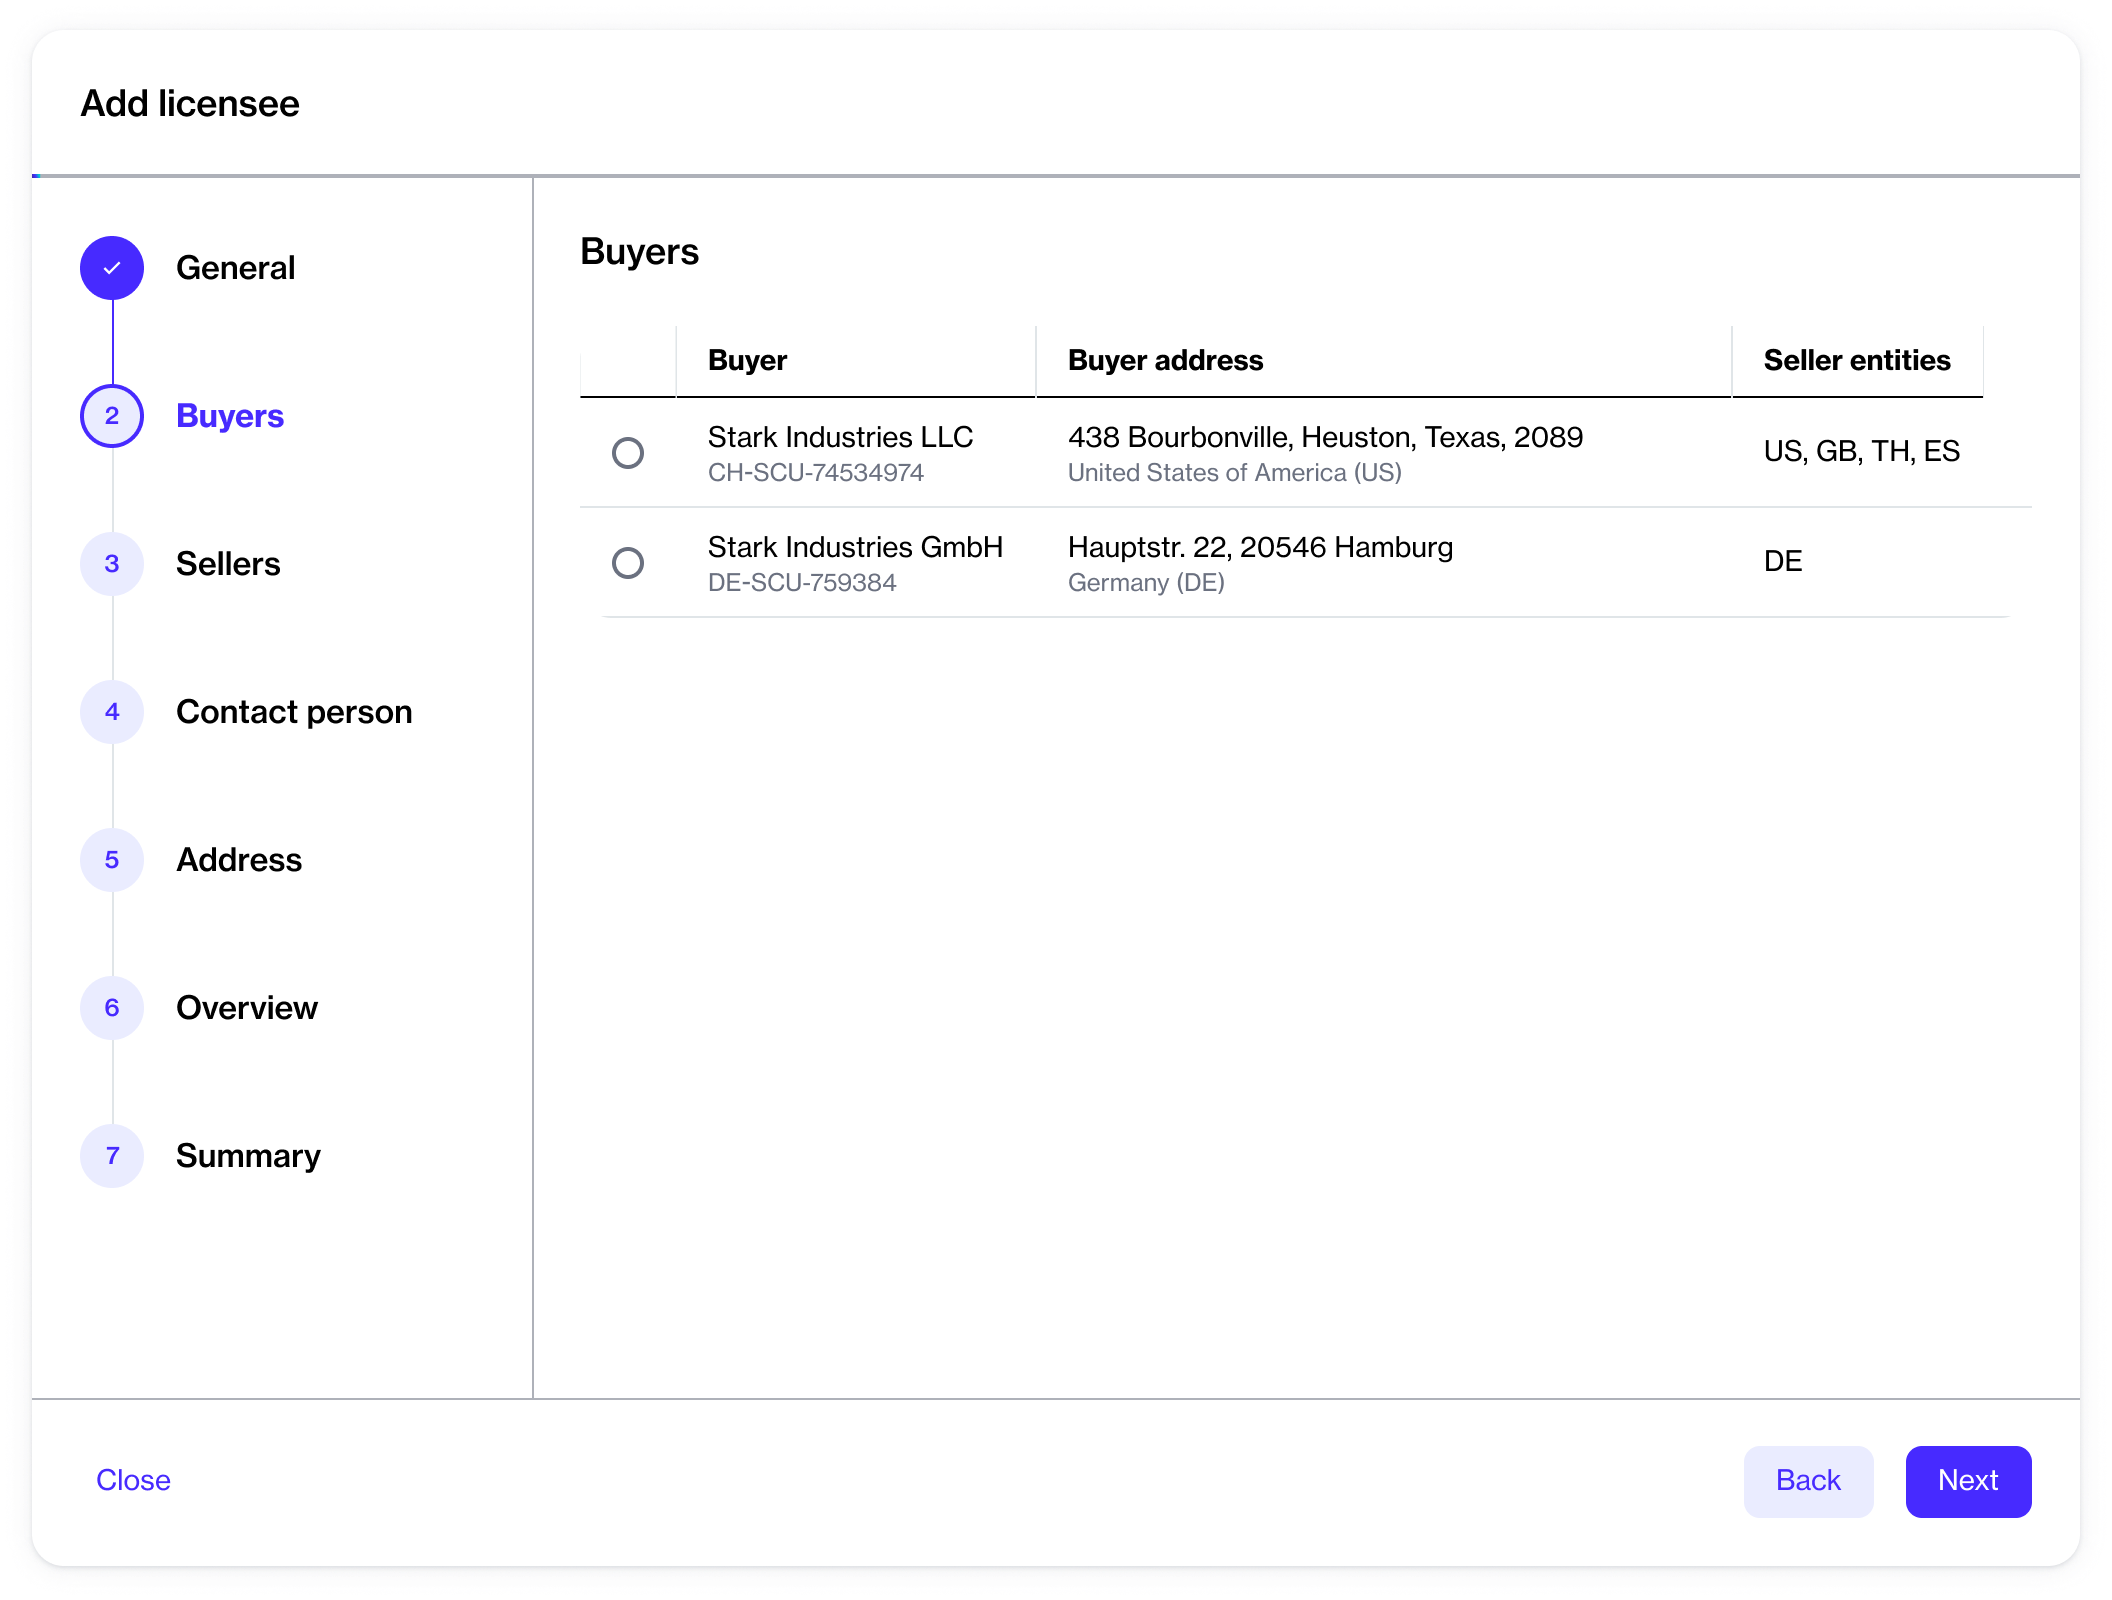 Add licensee
General
2 Buyers
3 Sellers
4 Contact person
5 Address
6 Overview
7 Summary
Buyers
Buyer Buyer address Seller entities
Stark Industries LLC 438 Bourbonville, Heuston, Texas, 2089 US, GB, TH, ES
CH-SCU-74534974 United States of America (US)
Stark Industries GmbH Hauptstr. 22, 20546 Hamburg DE
DE-SCU-759384 Germany (DE)
Close Back Next